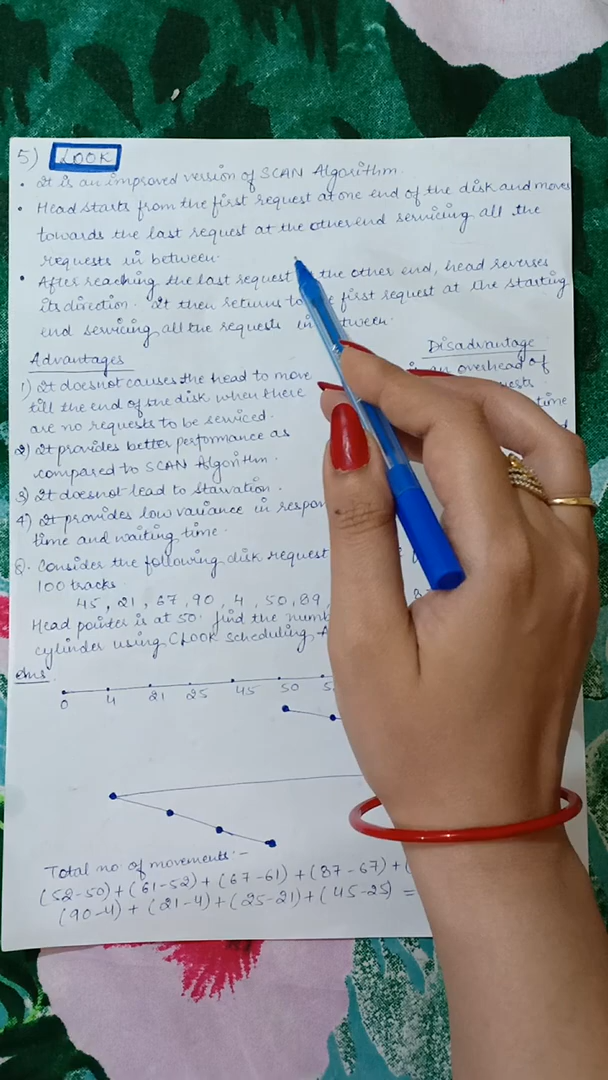 5) LOOK
• It is an improved version of SCAN Algorithm.
• Head starts from the first request at one end of the disk and moves
towards the last request at the other end servicing all the
requests in between.
• After reaching the last request the other end, head reverses
its direction. It then returns to first request at the starting
end servicing all the requests in between.
Advantages
1) It doesnot causes the head to move
till the end of the disk when there
are no requests to be serviced.
2) It provides better performance as
compared to SCAN Algorithm.
3) It doesnot lead to starvation.
4) It provides low variance in
time and waiting time.
Disadvantage
an overhead of
time
Q. Consider the following disk request
100 tracks.
45, 21, 67, 90, 4, 50, 89,
Head pointer is at 50. find the
cylinder using CLOOK scheduling
Ans.
0 4 21 25 45 50
Total no of movements:-
(52-50) + (61-52) + (67-61) + (87-67) + (
(90-4) + (21-4) + (25-21) + (45-25) =